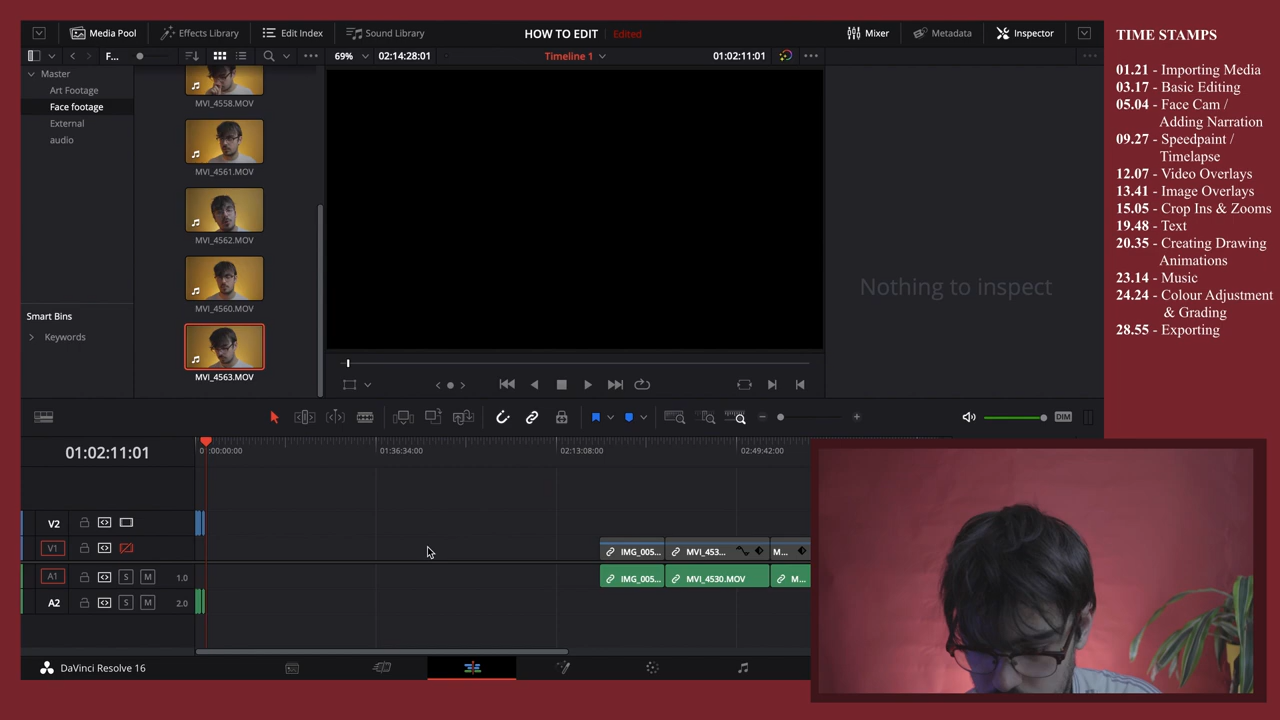 Media Pool
Effects Library
Edit Index
Sound Library
HOW TO EDIT
Edited
Mixer
Metadata
Inspector
F...
69%
02:14:28:01
Timeline 1
01:02:11:01
Master
Art Footage
Face footage
External
audio
Smart Bins
Keywords
MVI_4558.MOV
MVI_4561.MOV
MVI_4562.MOV
MVI_4560.MOV
MVI_4563.MOV
Nothing to inspect
DIM
01:02:11:01
01:36:34:00
02:13:08:00
02:49:42:00
V2
V1
IMG_005...
MVI_453...
M...
A1
S
M
1.0
IMG_005...
MVI_4530.MOV
M...
A2
S
M
2.0
DaVinci Resolve 16
TIME STAMPS
01.21 - Importing Media
03.17 - Basic Editing
05.04 - Face Cam /
Adding Narration
09.27 - Speedpaint /
Timelapse
12.07 - Video Overlays
13.41 - Image Overlays
15.05 - Crop Ins & Zooms
19.48 - Text
20.35 - Creating Drawing
Animations
23.14 - Music
24.24 - Colour Adjustment
& Grading
28.55 - Exporting